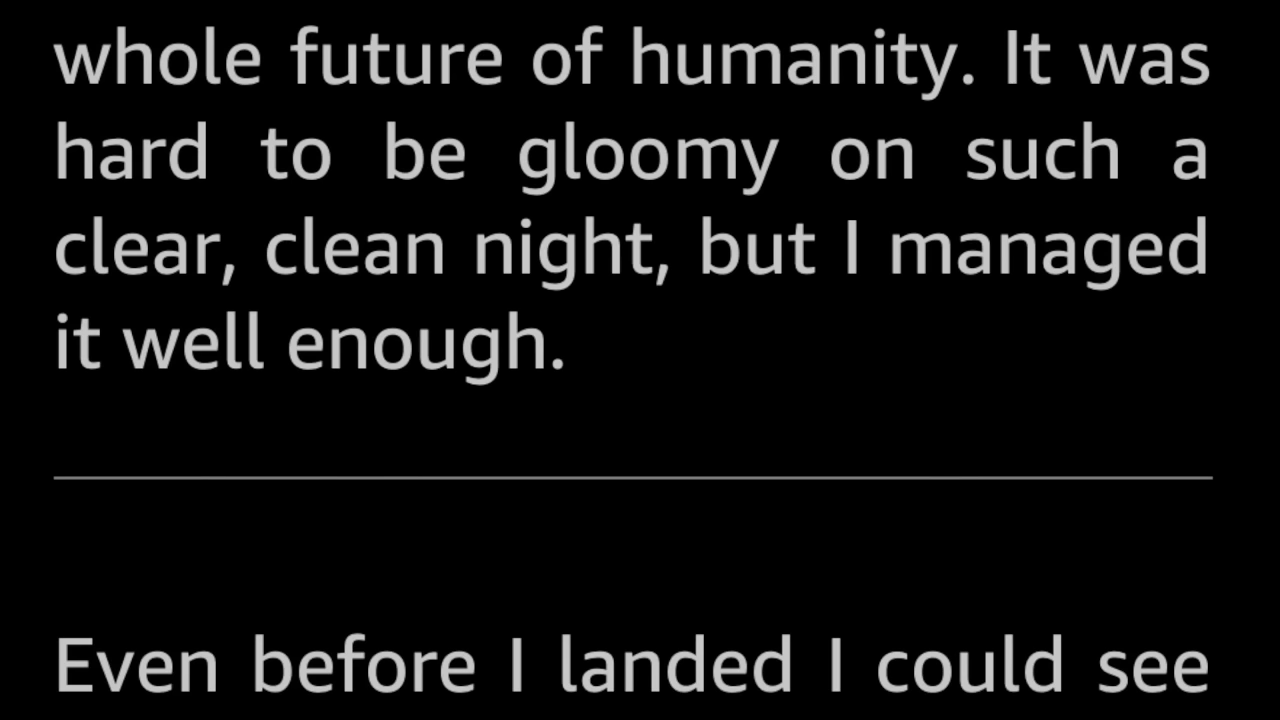 whole future of humanity. It was
hard to be gloomy on such a
clear, clean night, but I managed
it well enough.
Even before I landed I could see